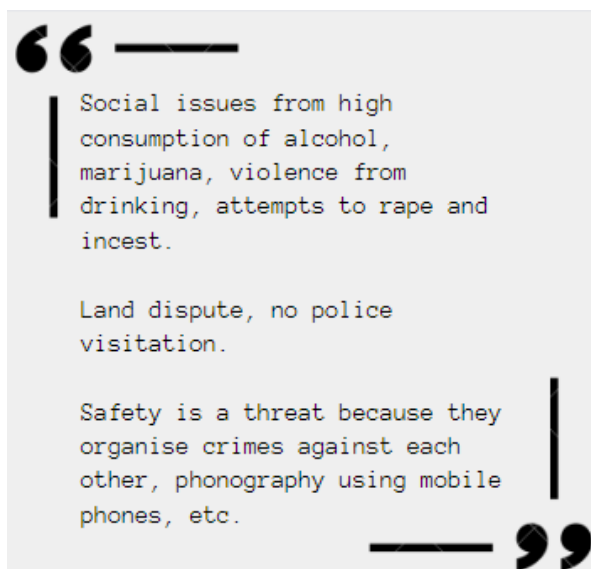 Social issues from high
consumption of alcohol,
marijuana, violence from
drinking, attempts to rape and
incest.
Land dispute, no police
visitation.
Safety is a threat because they
organise crimes against each
other, phonography using mobile
phones, etc.